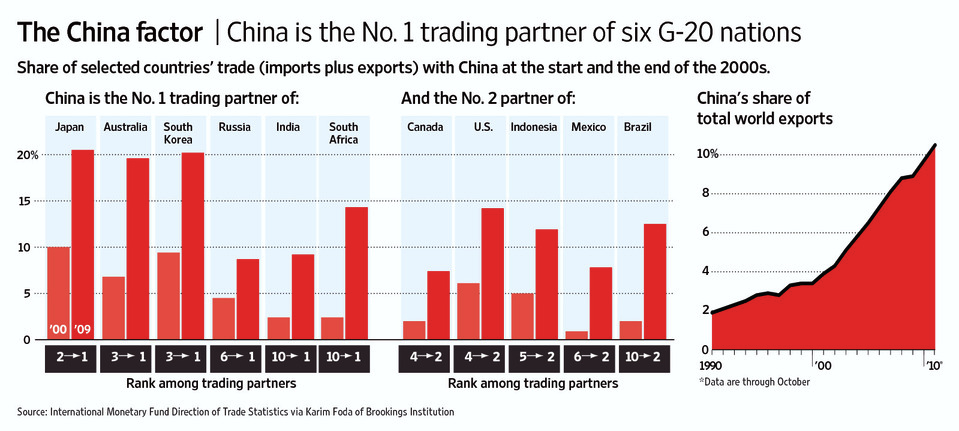 The China factor | China is the No. 1 trading partner of six G-20 nations
Share of selected countries' trade (imports plus exports) with China at the start and the end of the 2000s.
China is the No. 1 trading partner of:
Japan Australia South Korea Russia India South Africa
20%
15
10
5
0
'00 '09
2→1 3→1 3→1 6→1 10→1 10→1
Rank among trading partners
And the No. 2 partner of:
Canada U.S. Indonesia Mexico Brazil
4→2 4→2 5→2 6→2 10→2
Rank among trading partners
China's share of
total world exports
10%
8
6
4
2
0
1990 '00 '10*
*Data are through October
Source: International Monetary Fund Direction of Trade Statistics via Karim Foda of Brookings Institution